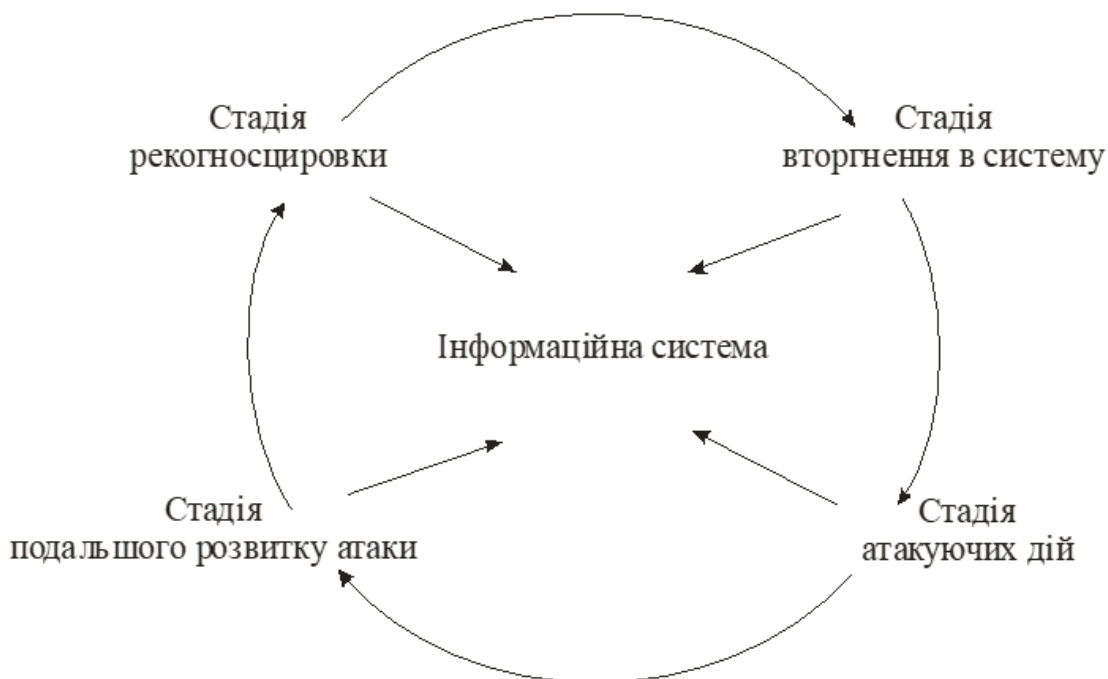 Стадія
рекогносцировки
Стадія
вторгнення в систему
Інформаційна система
Стадія
подальшого розвитку атаки
Стадія
атакуючих дій